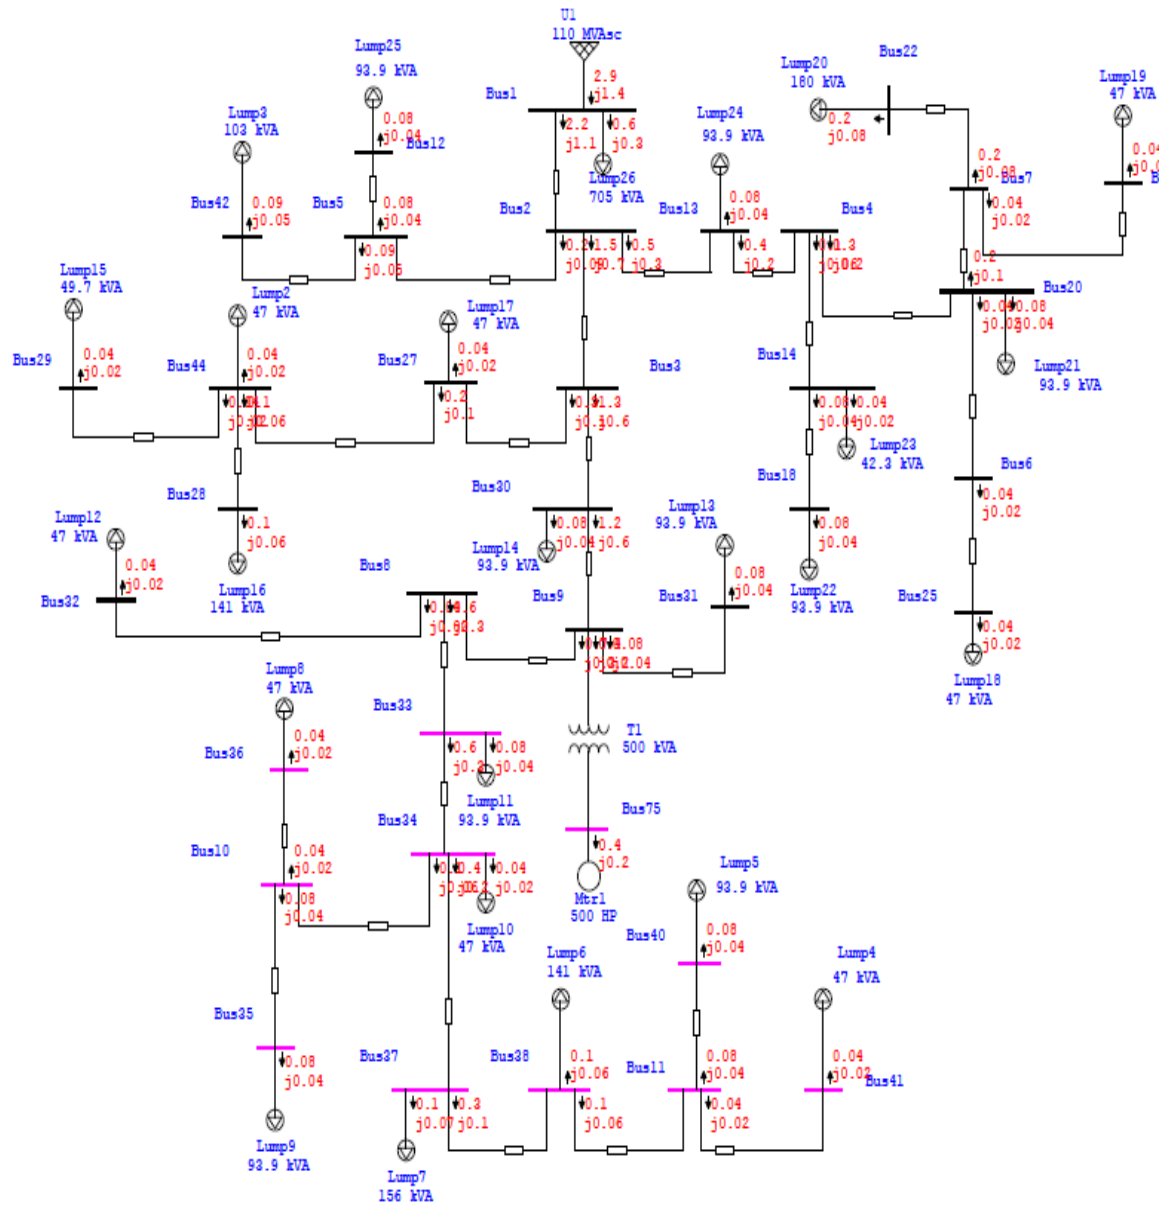 U1
110 MVAsc
2.9
j1.4
Bus1
2.2
j1.1
0.6
j0.3
Lump26
705 kVA
Lump25
93.9 kVA
0.08
j0.04
Bus12
Lump3
103 kVA
Bus42
0.09
j0.05
Bus5
0.08
j0.04
0.09
j0.05
Bus2
1.5
0.5
j0.3
Lump24
93.9 kVA
Bus13
0.08
j0.04
0.4
j0.2
Bus4
Lump20
180 kVA
0.2
j0.08
Bus22
Lump19
47 kVA
0.2
j0.08
Bus7
0.04
j0.02
0.2
j0.1
Bus20
0.08
j0.04
Lump21
93.9 kVA
Lump15
49.7 kVA
0.04
j0.02
Bus29
Lump2
47 kVA
0.04
j0.02
Bus44
Lump17
47 kVA
0.04
j0.02
Bus27
0.2
j0.1
Bus3
1.3
j0.6
Bus14
0.08
j0.04
0.04
j0.02
Lump23
42.3 kVA
Bus18
0.08
j0.04
Lump22
93.9 kVA
Bus6
0.04
j0.02
Bus25
0.04
j0.02
Lump18
47 kVA
Bus28
0.1
j0.06
Lump16
141 kVA
Bus30
0.08
j0.04
1.2
j0.6
Lump14
93.9 kVA
Lump13
93.9 kVA
0.08
j0.04
Bus31
Lump12
47 kVA
0.04
j0.02
Bus32
Bus8
Bus9
T1
500 kVA
Bus75
0.4
j0.2
Mtr1
500 HP
Lump8
47 kVA
0.04
j0.02
Bus36
Bus33
0.6
0.08
j0.04
Lump11
93.9 kVA
Bus34
0.4
0.04
j0.02
Lump10
47 kVA
Bus10
0.04
j0.02
0.08
j0.04
Bus35
0.08
j0.04
Lump9
93.9 kVA
Bus37
0.1
j0.07
0.3
j0.1
Lump7
156 kVA
Lump6
141 kVA
Bus38
0.1
j0.06
0.1
j0.06
Lump5
93.9 kVA
Bus40
0.08
j0.04
Bus11
0.08
j0.04
0.04
j0.02
Lump4
47 kVA
0.04
j0.02
Bus41